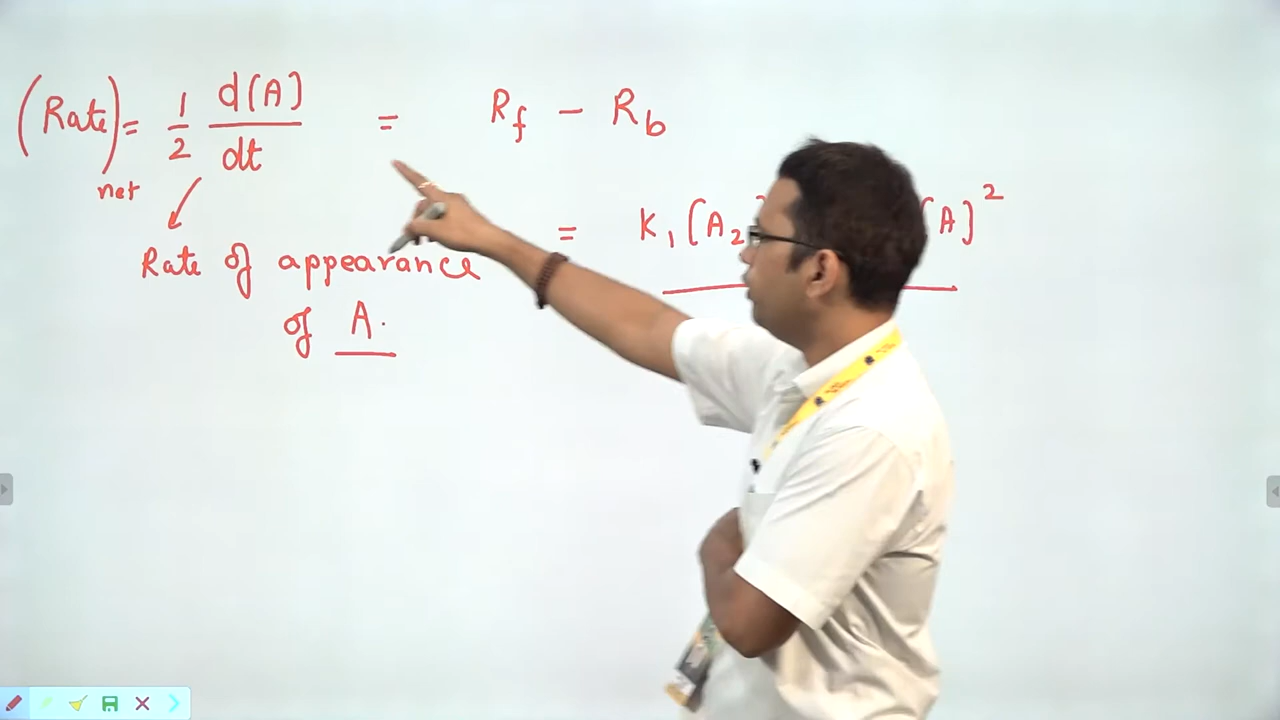 (Rate)net = 1/2 d[A]/dt = Rf - Rb
= K1[A2 [A]^2
Rate of appearance
of A.